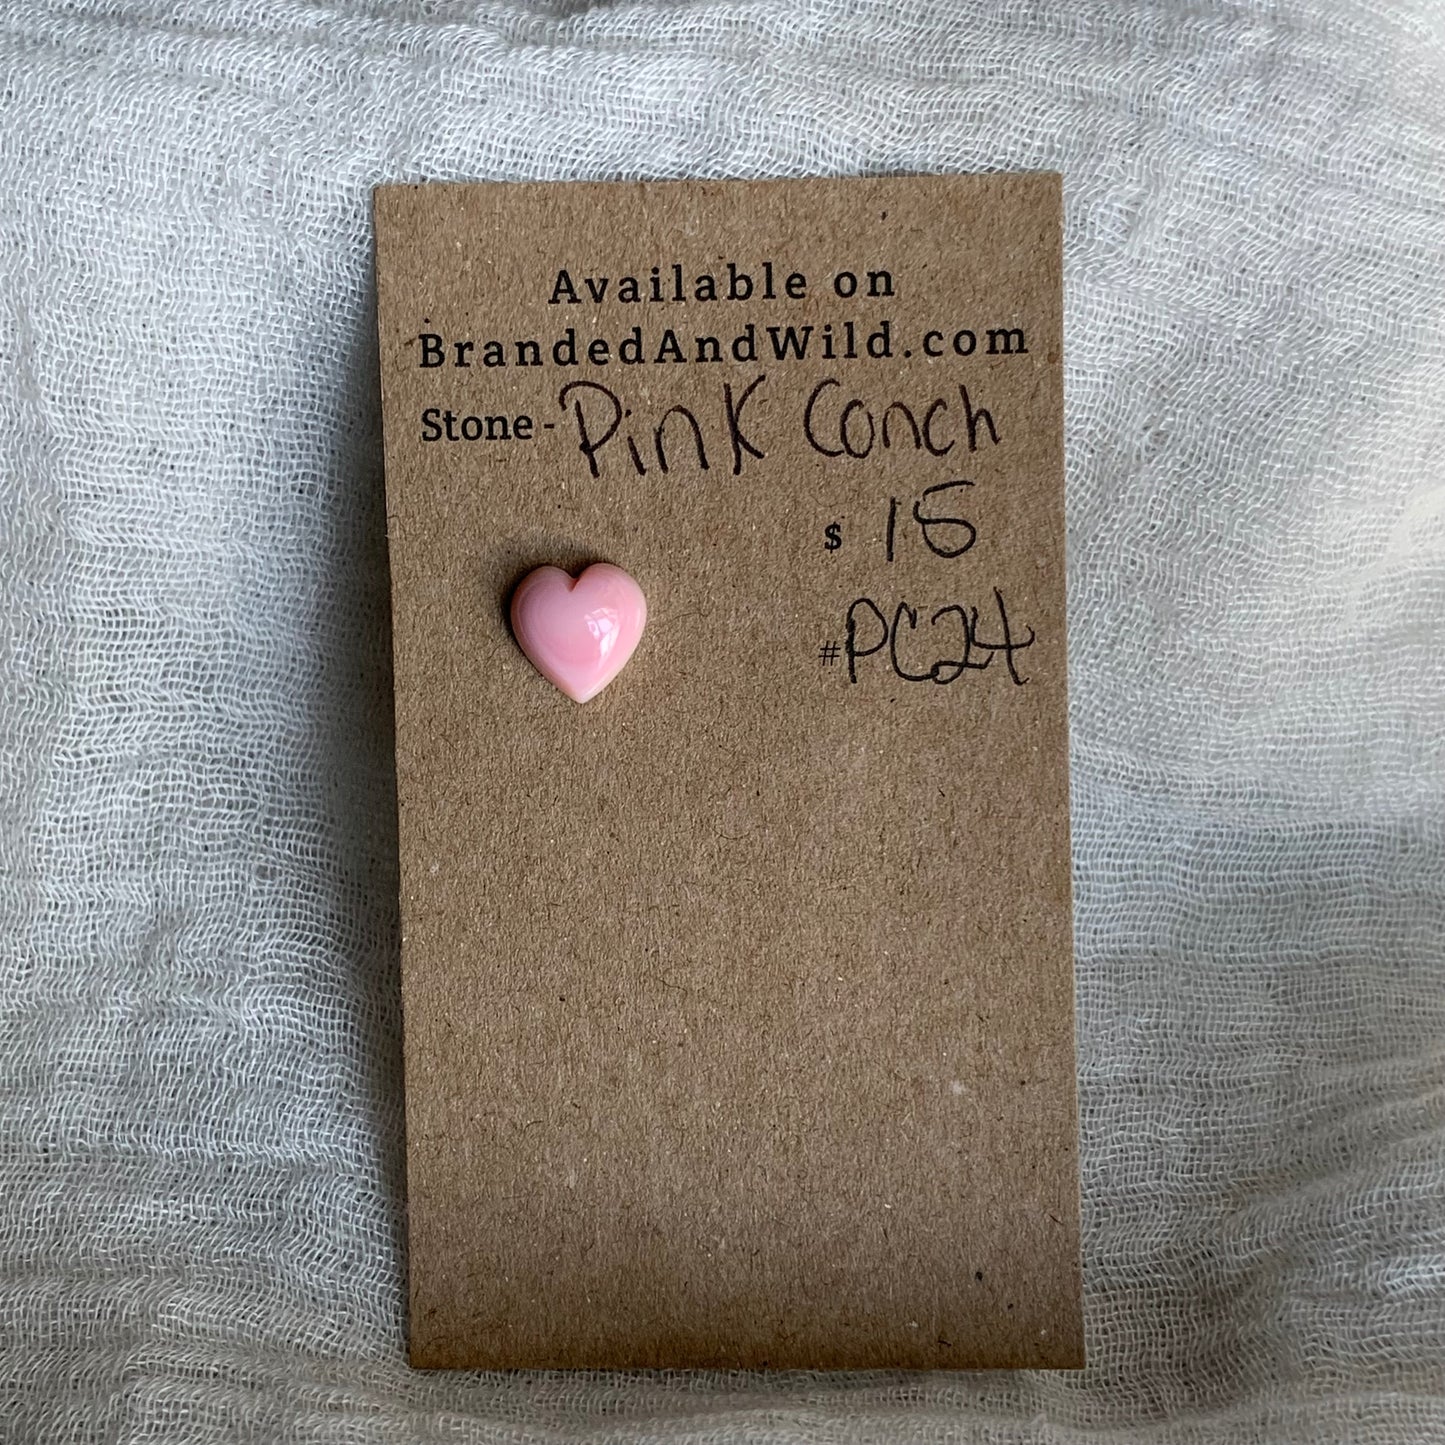 Available on
BrandedAndWild.com
Stone - Pink Conch
$ 15
#PC24